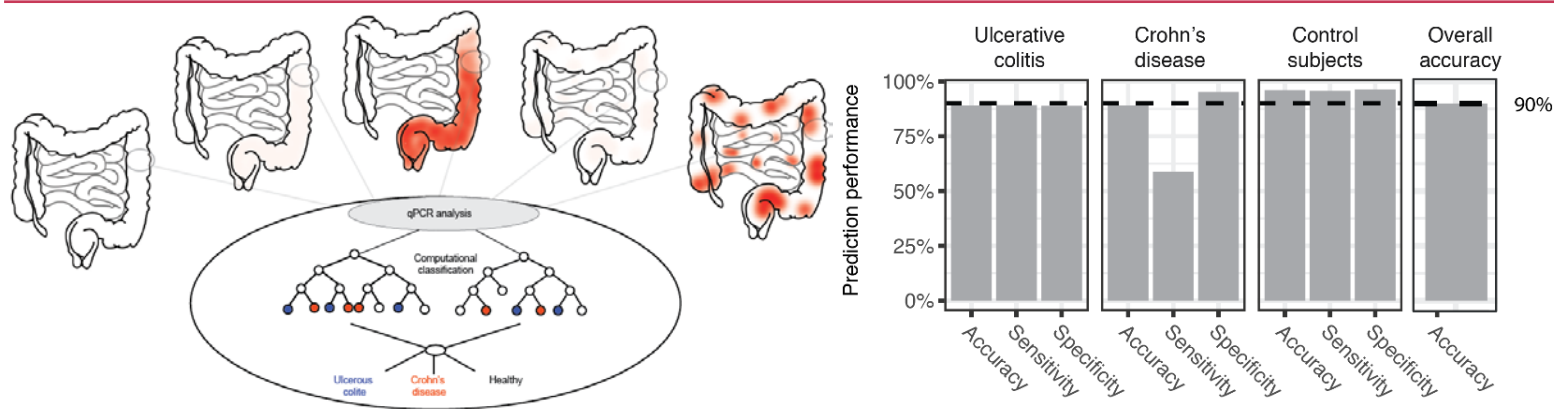 qPCR analysis
Computational
classification
Ulcerous
colite
Crohn's
disease
Healthy
Prediction performance
100%
75%
50%
25%
0%
Ulcerative
colitis
Crohn's
disease
Control
subjects
Overall
accuracy
90%
Accuracy
Sensitivity
Specificity
Accuracy
Sensitivity
Specificity
Accuracy
Sensitivity
Specificity
Accuracy